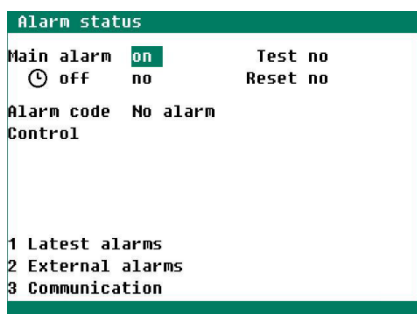 Alarm status
Main alarm on Test no
off no Reset no
Alarm code No alarm
Control
1 Latest alarms
2 External alarms
3 Communication